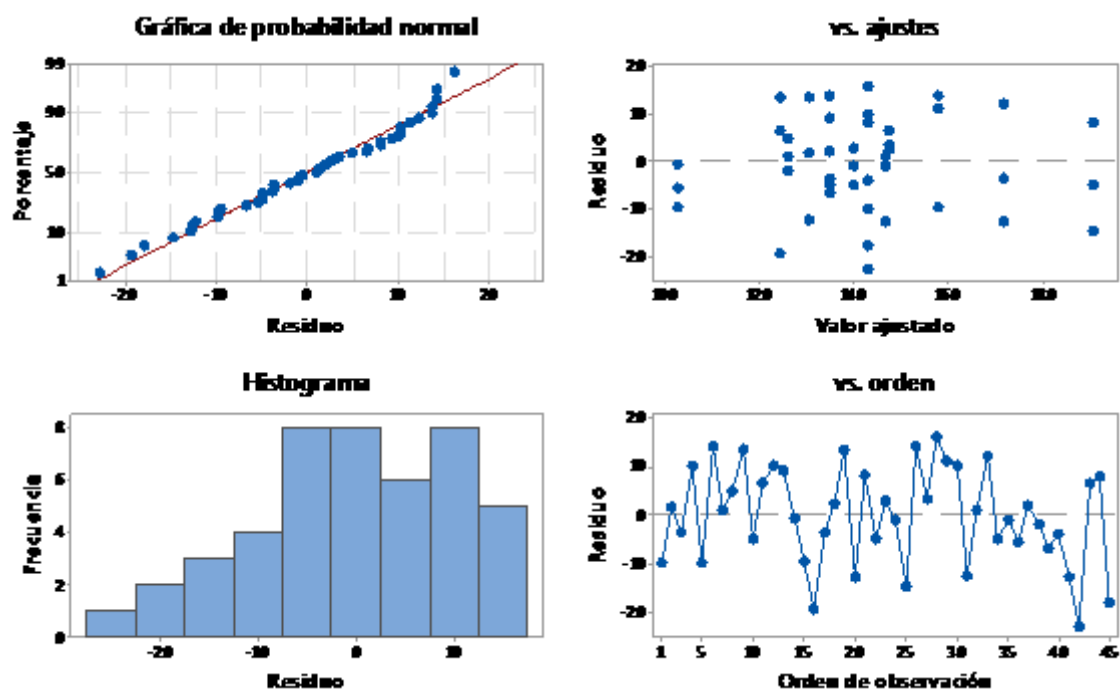 Gráfica de probabilidad normal
99
90
50
10
1
Porcentaje
-20 -10 0 10 20
Residuo
vs. ajustes
20
10
0
-10
-20
Residuo
100 120 140 160 180
Valor ajustado
Histograma
8
6
4
2
0
Frecuencia
-20 -10 0 10
Residuo
vs. orden
20
10
0
-10
-20
Residuo
1 5 10 15 20 25 30 35 40 45
Orden de observación